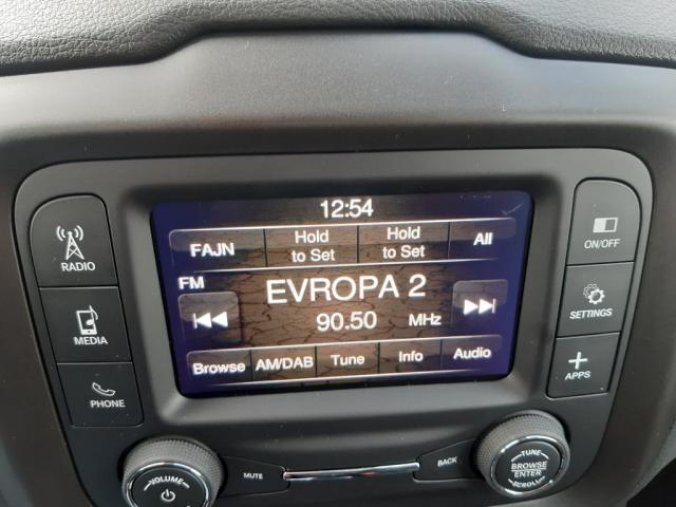 12:54
FAJN
Hold
to Set
Hold
to Set
All
FM
EVROPA 2
90.50 MHz
Browse AM/DAB Tune Info Audio
RADIO
MEDIA
PHONE
ON/OFF
SETTINGS
APPS
VOLUME
MUTE
BACK
TUNE
BROWSE
ENTER
SCROLL